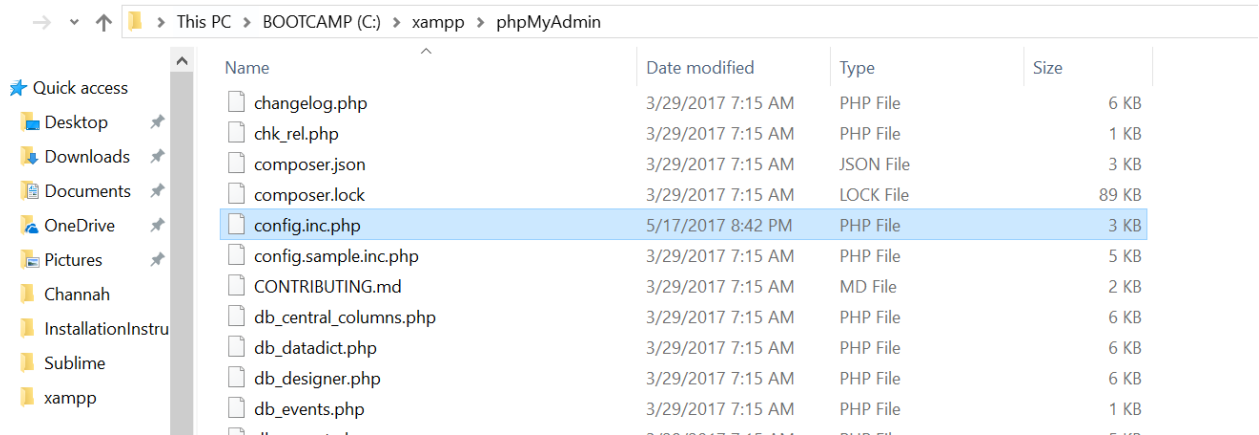 This PC > BOOTCAMP (C:) > xampp > phpMyAdmin
Name Date modified Type Size
Quick access
Desktop
Downloads
Documents
OneDrive
Pictures
Channah
InstallationInstru
Sublime
xampp
changelog.php 3/29/2017 7:15 AM PHP File 6 KB
chk_rel.php 3/29/2017 7:15 AM PHP File 1 KB
composer.json 3/29/2017 7:15 AM JSON File 3 KB
composer.lock 3/29/2017 7:15 AM LOCK File 89 KB
config.inc.php 5/17/2017 8:42 PM PHP File 3 KB
config.sample.inc.php 3/29/2017 7:15 AM PHP File 5 KB
CONTRIBUTING.md 3/29/2017 7:15 AM MD File 2 KB
db_central_columns.php 3/29/2017 7:15 AM PHP File 6 KB
db_datadict.php 3/29/2017 7:15 AM PHP File 6 KB
db_designer.php 3/29/2017 7:15 AM PHP File 6 KB
db_events.php 3/29/2017 7:15 AM PHP File 1 KB